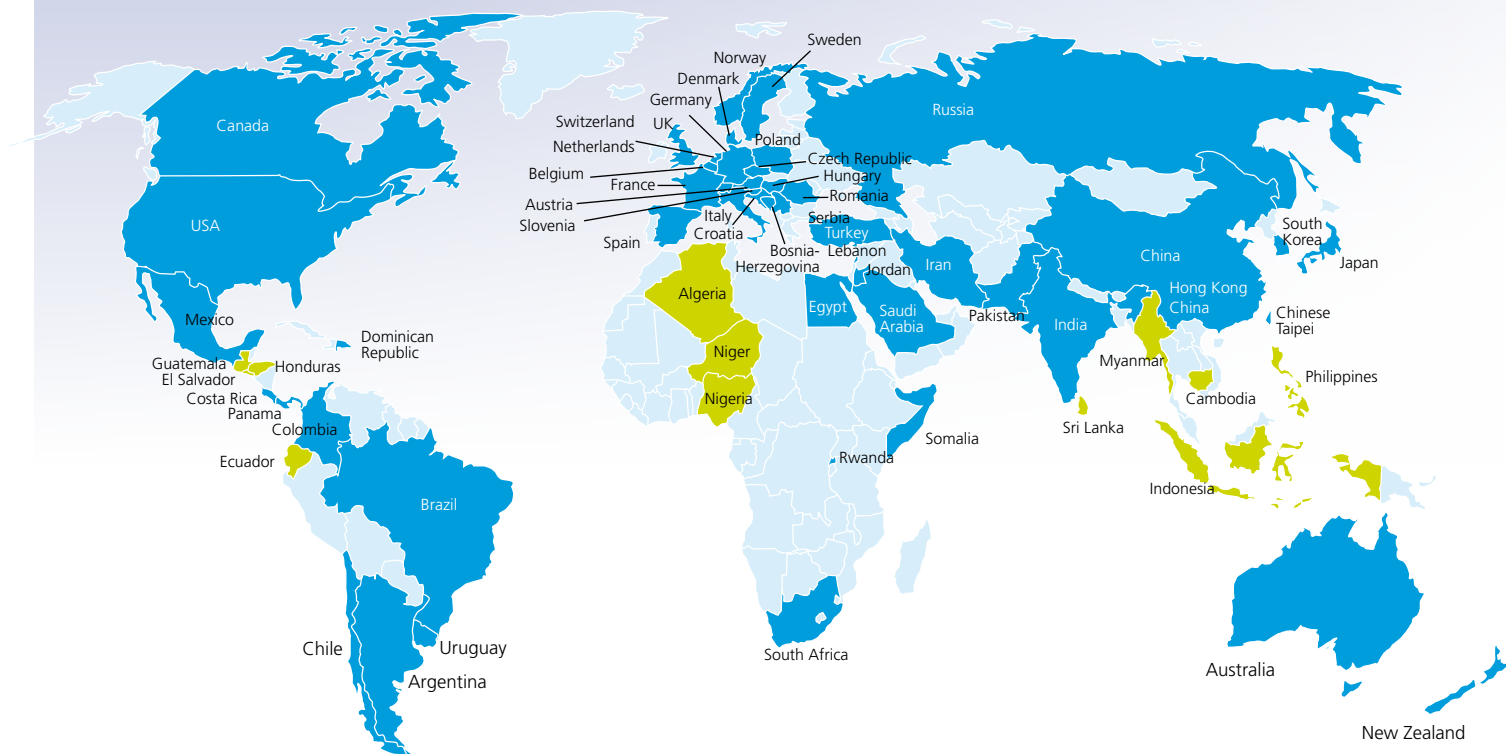 Sweden
Norway
Denmark
Germany
UK
Switzerland
Netherlands
Belgium
France
Austria
Slovenia
Spain
Poland
Czech Republic
Hungary
Romania
Serbia
Italy
Croatia
Bosnia-
Herzegovina
Turkey
Lebanon
Jordan
Canada
USA
Mexico
Guatemala
El Salvador
Honduras
Costa Rica
Panama
Dominican
Republic
Colombia
Ecuador
Brazil
Chile
Uruguay
Argentina
Algeria
Niger
Nigeria
Egypt
Saudi
Arabia
Iran
Pakistan
Somalia
Rwanda
South Africa
Russia
China
Hong Kong
China
India
South
Korea
Japan
Chinese
Taipei
Myanmar
Cambodia
Philippines
Sri Lanka
Indonesia
Australia
New Zealand